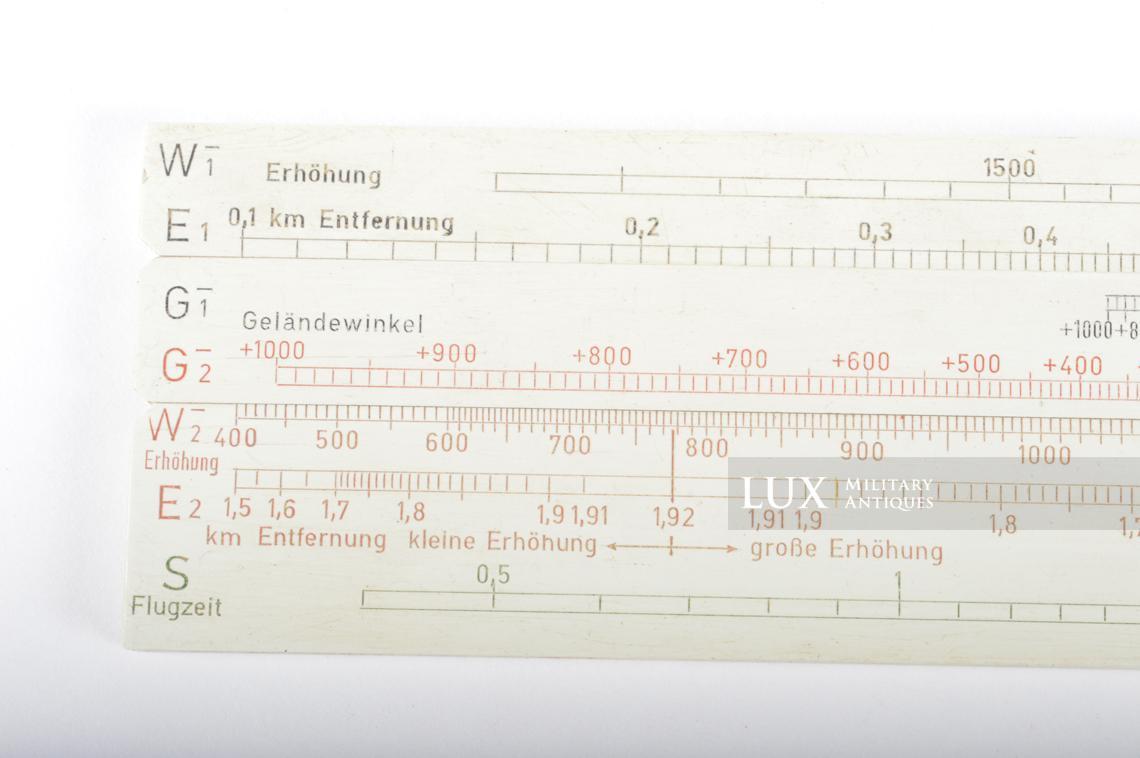 W1 Erhöhung 1500
E1 0,1 km Entfernung 0,2 0,3 0,4
G1 Geländewinkel +1000+8
G2 +1000 +900 +800 +700 +600 +500 +400
W2 400 500 600 700 800 900 1000
Erhöhung
E2 1,5 1,6 1,7 1,8 1,9 1,91 1,92 1,91 1,9 1,8
km Entfernung kleine Erhöhung große Erhöhung
S 0,5 1
Flugzeit
LUX MILITARY ANTIQUES